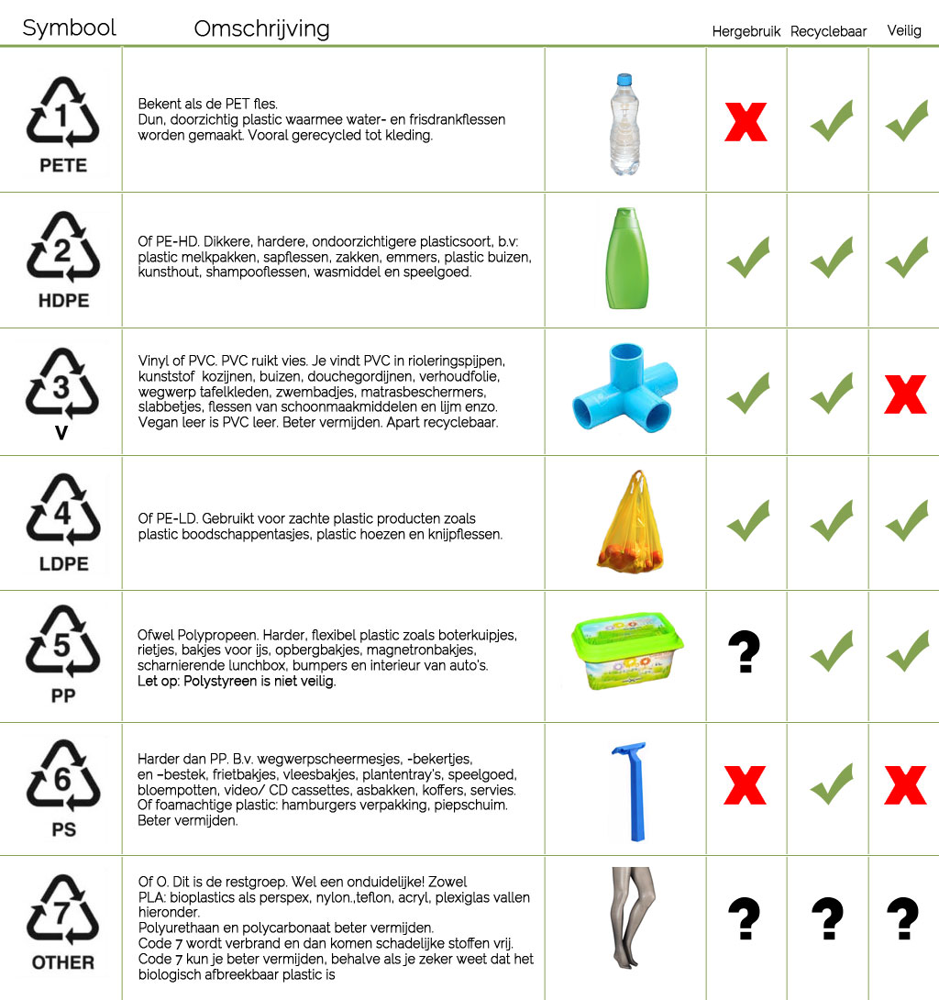 Symbool Omschrijving Hergebruik Recyclebaar Veilig
1
PETE
Bekent als de PET fles.
Dun, doorzichtig plastic waarmee water- en frisdrankflessen
worden gemaakt. Vooral gerecycled tot kleding.
X
2
HDPE
Of PE-HD. Dikkere, hardere, ondoorzichtigere plasticsoort, b.v:
plastic melkpakken, sapflessen, zakken, emmers, plastic buizen,
kunsthout, shampooflessen, wasmiddel en speelgoed.
3
V
Vinyl of PVC. PVC ruikt vies. Je vindt PVC in rioleringspijpen,
kunststof kozijnen, buizen, douchegordijnen, verhoudfolie,
wegwerp tafelkleden, zwembadjes, matrasbeschermers,
slabbetjes, flessen van schoonmaakmiddelen en lijm enzo.
Vegan leer is PVC leer. Beter vermijden. Apart recyclebaar.
X
4
LDPE
Of PE-LD. Gebruikt voor zachte plastic producten zoals
plastic boodschappentasjes, plastic hoezen en knijpflessen.
5
PP
Ofwel Polypropeen. Harder, flexibel plastic zoals boterkuipjes,
rietjes, bakjes voor ijs, opbergbakjes, magnetronbakjes,
scharnierende lunchbox, bumpers en interieur van auto's.
Let op: Polystyreen is niet veilig.
?
6
PS
Harder dan PP. B.v. wegwerpscheermesjes, -bekertjes,
en –bestek, frietbakjes, vleesbakjes, plantentray's, speelgoed,
bloempotten, video/ CD cassettes, asbakken, koffers, servies.
Of foamachtige plastic: hamburgers verpakking, piepschuim.
Beter vermijden.
X X
7
OTHER
Of O. Dit is de restgroep. Wel een onduidelijke! Zowel
PLA: bioplastics als perspex, nylon.,teflon, acryl, plexiglas vallen
hieronder.
Polyurethaan en polycarbonaat beter vermijden.
Code 7 wordt verbrand en dan komen schadelijke stoffen vrij.
Code 7 kun je beter vermijden, behalve als je zeker weet dat het
biologisch afbreekbaar plastic is
? ? ?